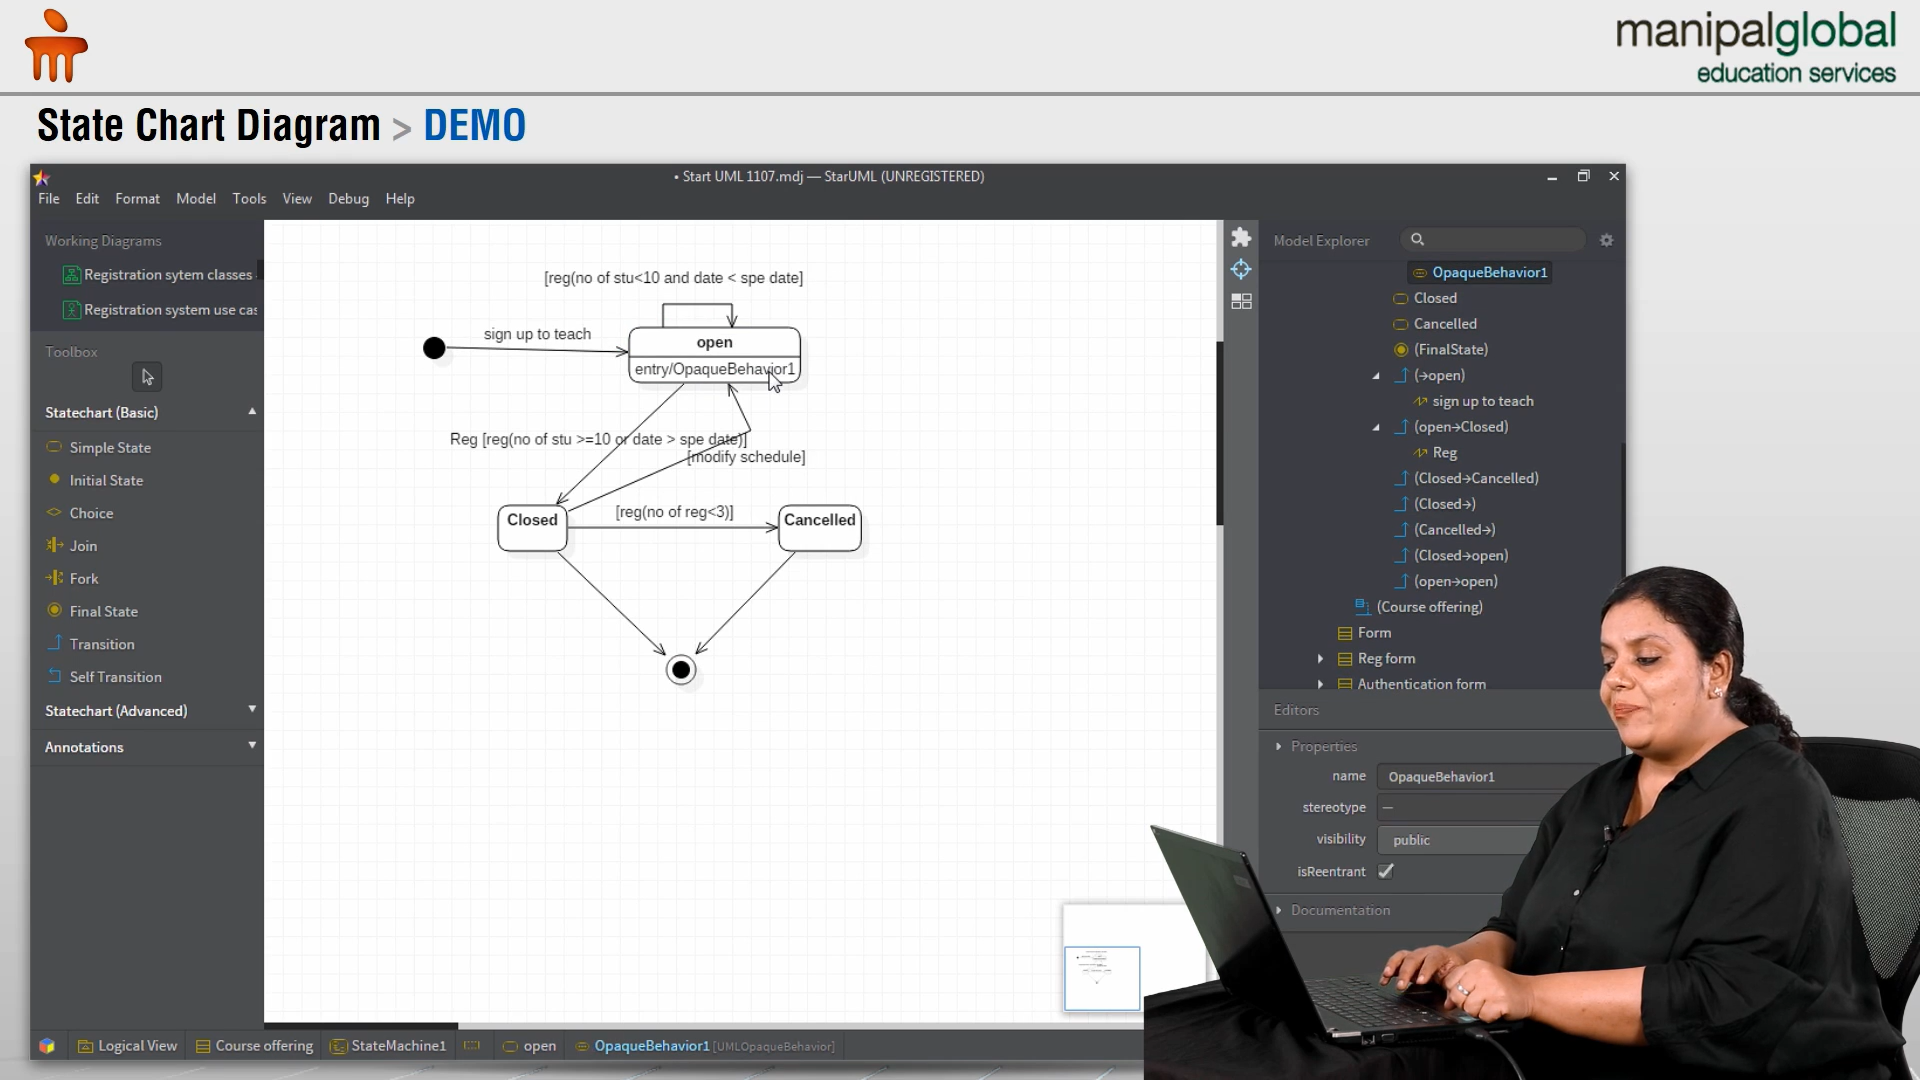 manipalglobal
education services
State Chart Diagram > DEMO
• Start UML 1107.mdj — StarUML (UNREGISTERED)
File Edit Format Model Tools View Debug Help
Working Diagrams
Registration sytem classes
Registration system use cas
Toolbox
Statechart (Basic)
Simple State
Initial State
Choice
Join
Fork
Final State
Transition
Self Transition
Statechart (Advanced)
Annotations
[reg(no of stu<10 and date < spe date]
sign up to teach
open
entry/OpaqueBehavior1
Reg [reg(no of stu >=10 or date > spe date)]
[modify schedule]
Closed
[reg(no of reg<3)]
Cancelled
Model Explorer
OpaqueBehavior1
Closed
Cancelled
(FinalState)
(→open)
sign up to teach
(open→Closed)
Reg
(Closed→Cancelled)
(Closed→)
(Cancelled→)
(Closed→open)
(open→open)
(Course offering)
Form
Reg form
Authentication form
Editors
Properties
name OpaqueBehavior1
stereotype —
visibility public
isReentrant
Documentation
Logical View Course offering StateMachine1 open OpaqueBehavior1 [UMLOpaqueBehavior]